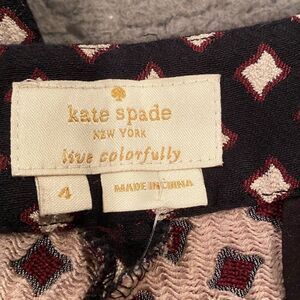 kate spade
NEW YORK
live colorfully
4
MADE IN CHINA